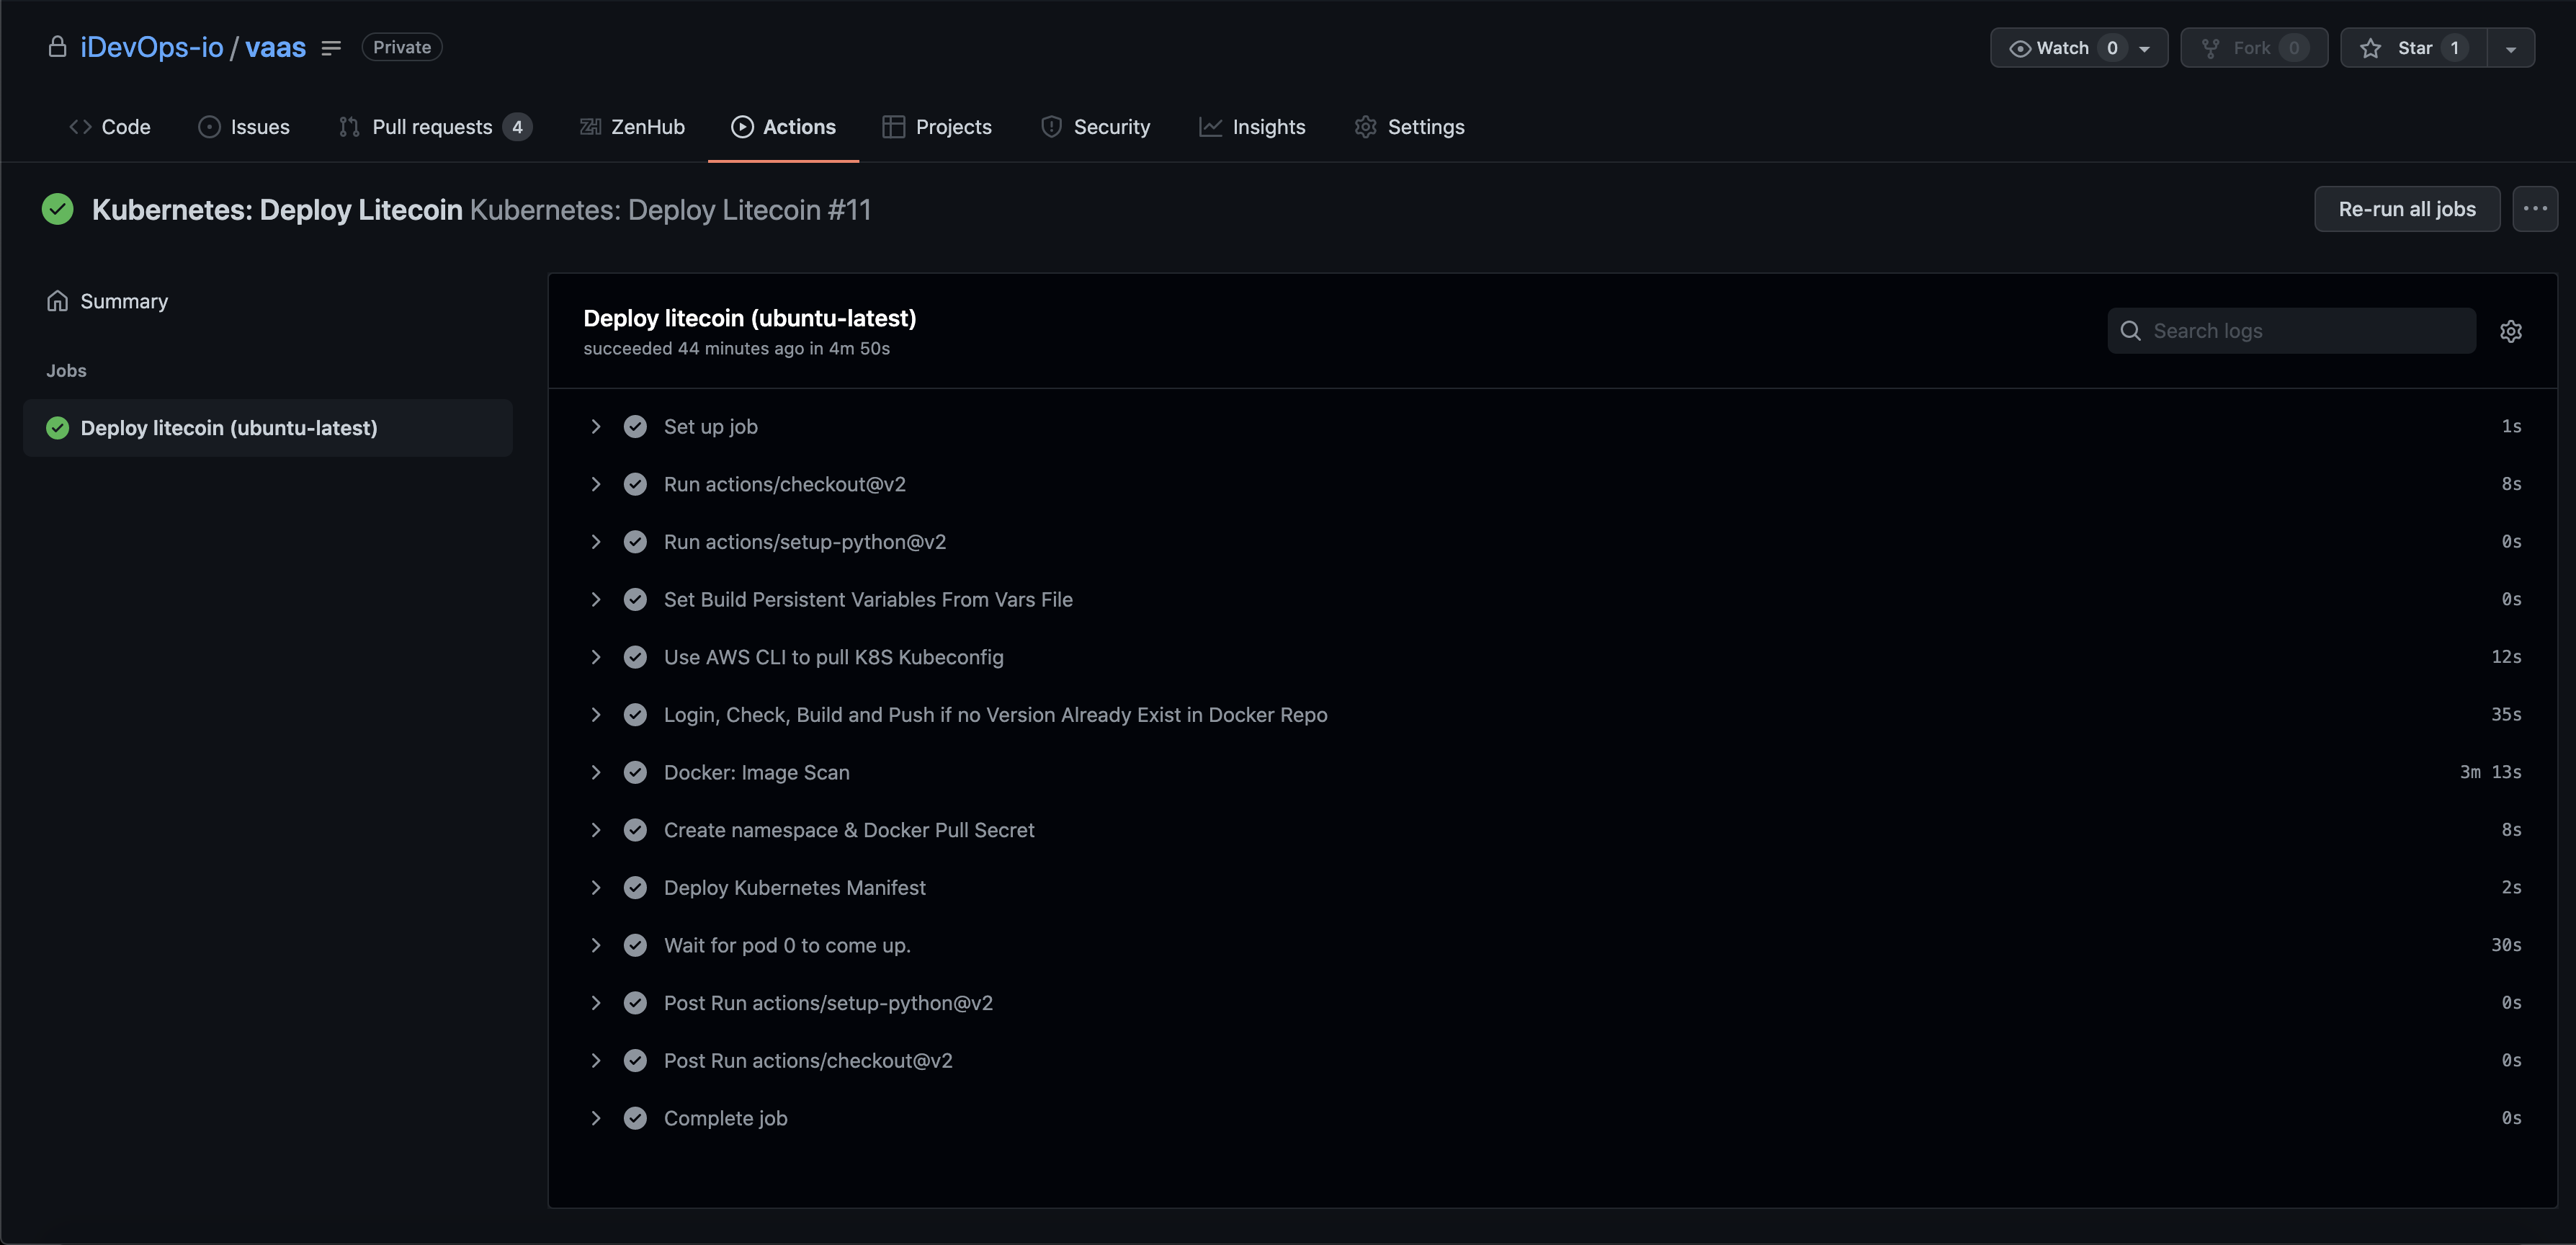 iDevOps-io / vaas Private Watch 0 Fork 0 Star 1
Code Issues Pull requests 4 ZenHub Actions Projects Security Insights Settings
Kubernetes: Deploy Litecoin Kubernetes: Deploy Litecoin #11 Re-run all jobs
Summary
Jobs
Deploy litecoin (ubuntu-latest)
Deploy litecoin (ubuntu-latest)
succeeded 44 minutes ago in 4m 50s
Search logs
Set up job 1s
Run actions/checkout@v2 8s
Run actions/setup-python@v2 0s
Set Build Persistent Variables From Vars File 0s
Use AWS CLI to pull K8S Kubeconfig 12s
Login, Check, Build and Push if no Version Already Exist in Docker Repo 35s
Docker: Image Scan 3m 13s
Create namespace & Docker Pull Secret 8s
Deploy Kubernetes Manifest 2s
Wait for pod 0 to come up. 30s
Post Run actions/setup-python@v2 0s
Post Run actions/checkout@v2 0s
Complete job 0s